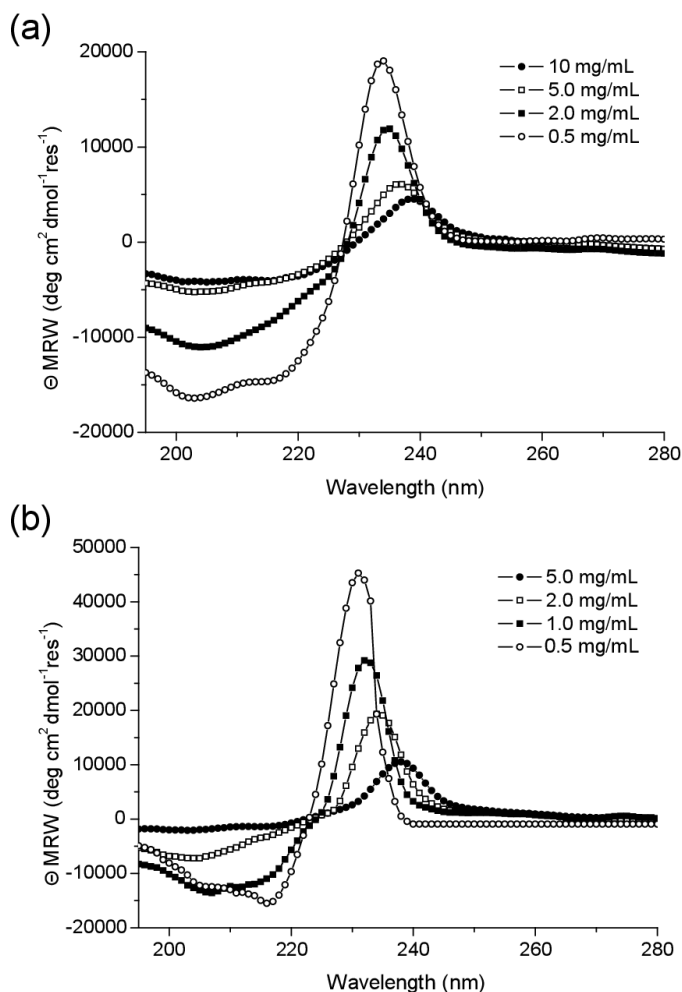 (a)
20000
10000
0
-10000
-20000
Θ MRW (deg cm² dmol⁻¹res⁻¹)
10 mg/mL
5.0 mg/mL
2.0 mg/mL
0.5 mg/mL
200 220 240 260 280
Wavelength (nm)
(b)
50000
40000
30000
20000
10000
0
-10000
-20000
Θ MRW (deg cm² dmol⁻¹res⁻¹)
5.0 mg/mL
2.0 mg/mL
1.0 mg/mL
0.5 mg/mL
200 220 240 260 280
Wavelength (nm)